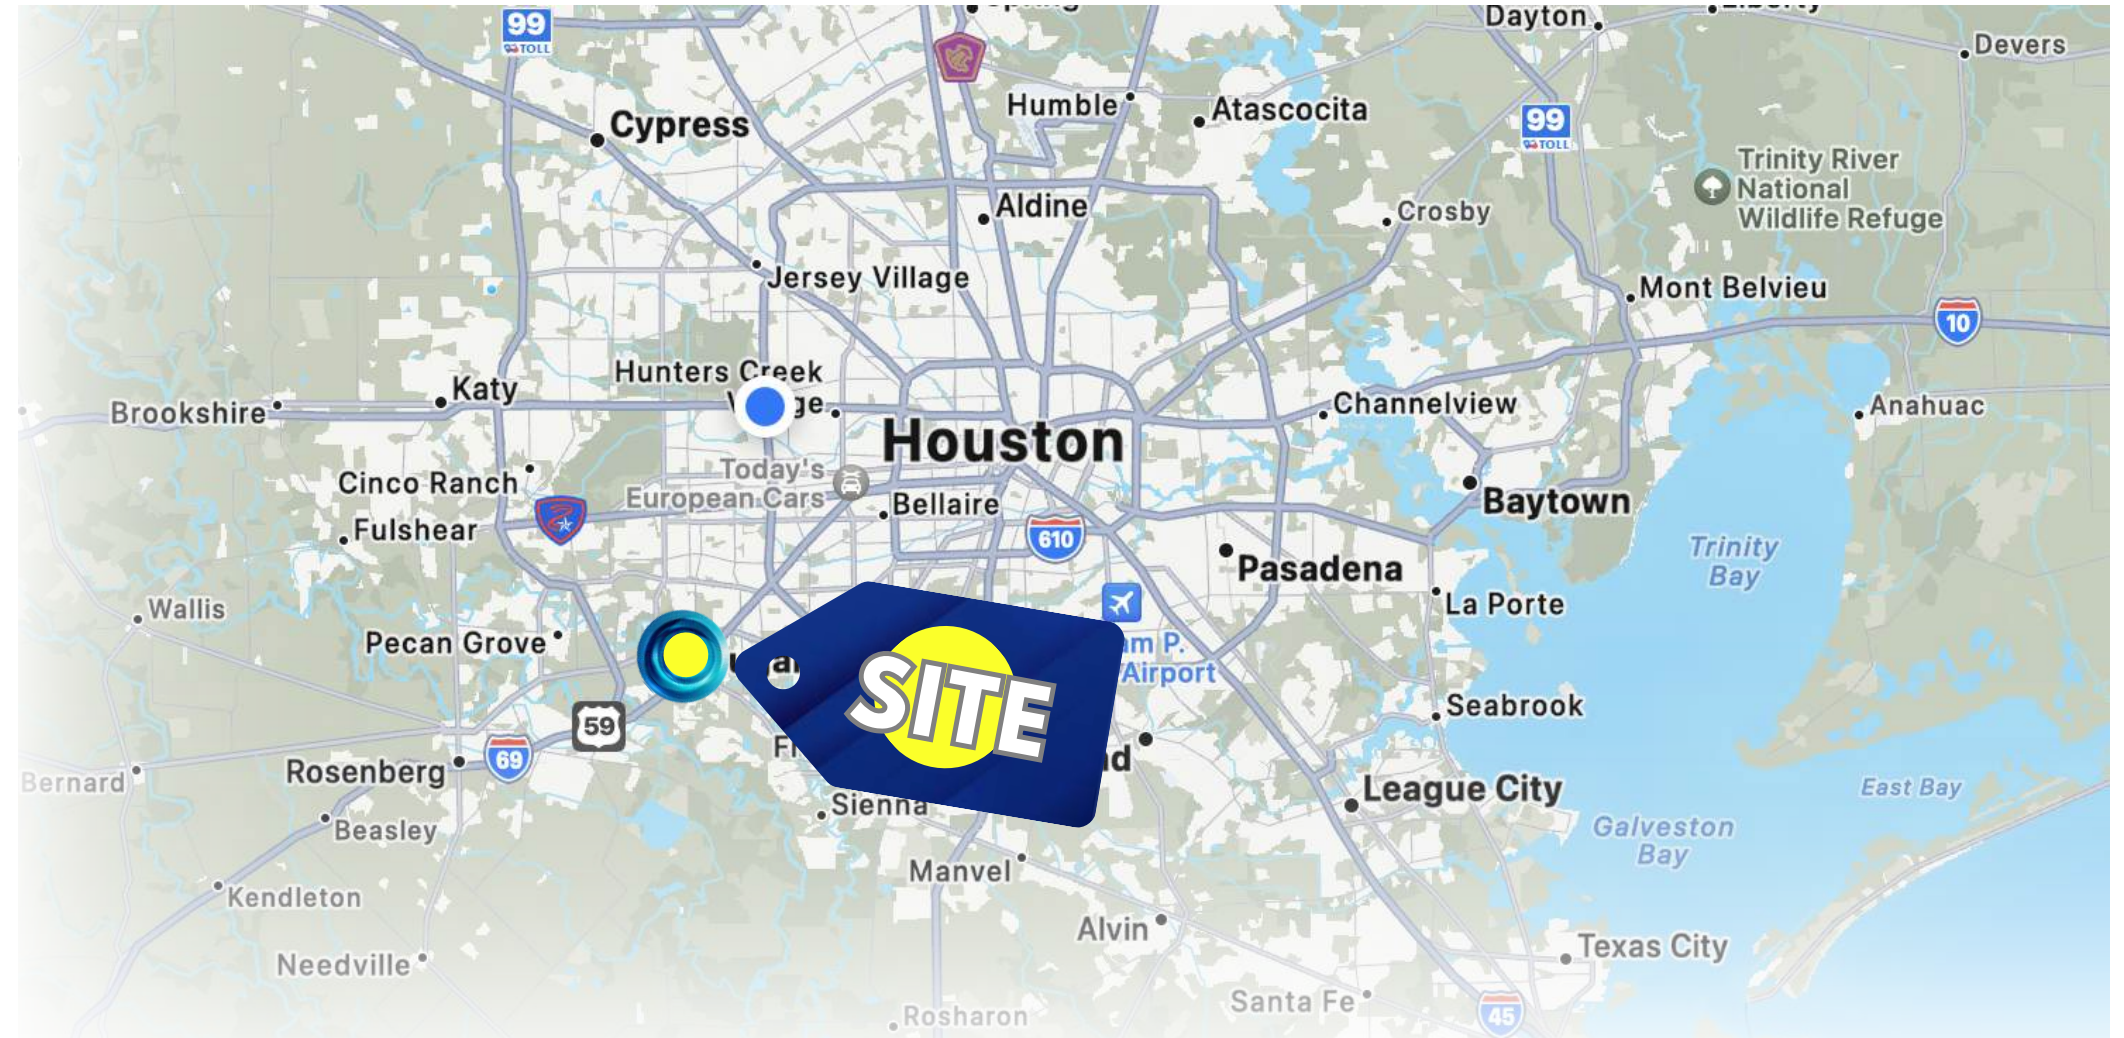 99
TOLL
Dayton
Devers
Humble
Atascocita
Cypress
99
TOLL
Trinity River
National
Wildlife Refuge
Aldine
Crosby
Jersey Village
Mont Belvieu
10
Hunters Creek
Katy
Brookshire
Channelview
Anahuac
Houston
Today's
European Cars
Cinco Ranch
Bellaire
Baytown
Fulshear
610
Trinity
Bay
Pasadena
Wallis
La Porte
Pecan Grove
Airport
SITE
Seabrook
59
69
Rosenberg
Bernard
Sienna
League City
East Bay
Beasley
Galveston
Bay
Manvel
Kendleton
Alvin
Texas City
Needville
Santa Fe
45
Rosharon